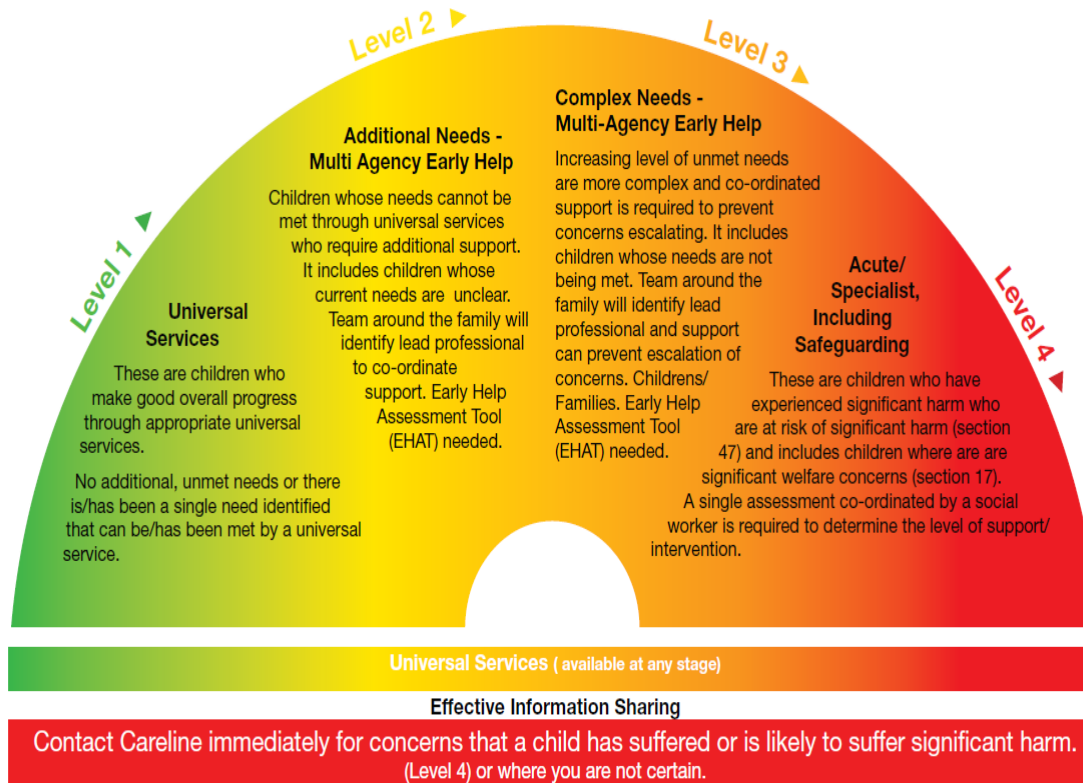 Level 1
Universal
Services
These are children who
make good overall progress
through appropriate universal
services.
No additional, unmet needs or there
is/has been a single need identified
that can be/has been met by a universal
service.
Level 2
Additional Needs -
Multi Agency Early Help
Children whose needs cannot be
met through universal services
who require additional support.
It includes children whose
current needs are unclear.
Team around the family will
identify lead professional
to co-ordinate
support. Early Help
Assessment Tool
(EHAT) needed.
Level 3
Complex Needs -
Multi-Agency Early Help
Increasing level of unmet needs
are more complex and co-ordinated
support is required to prevent
concerns escalating. It includes
children whose needs are not
being met. Team around the
family will identify lead
professional and support
can prevent escalation of
concerns. Childrens/
Families. Early Help
Assessment Tool
(EHAT) needed.
Level 4
Acute/
Specialist,
Including
Safeguarding
These are children who have
experienced significant harm who
are at risk of significant harm (section
47) and includes children where are are
significant welfare concerns (section 17).
A single assessment co-ordinated by a social
worker is required to determine the level of support/
intervention.
Universal Services ( available at any stage)
Effective Information Sharing
Contact Careline immediately for concerns that a child has suffered or is likely to suffer significant harm.
(Level 4) or where you are not certain.